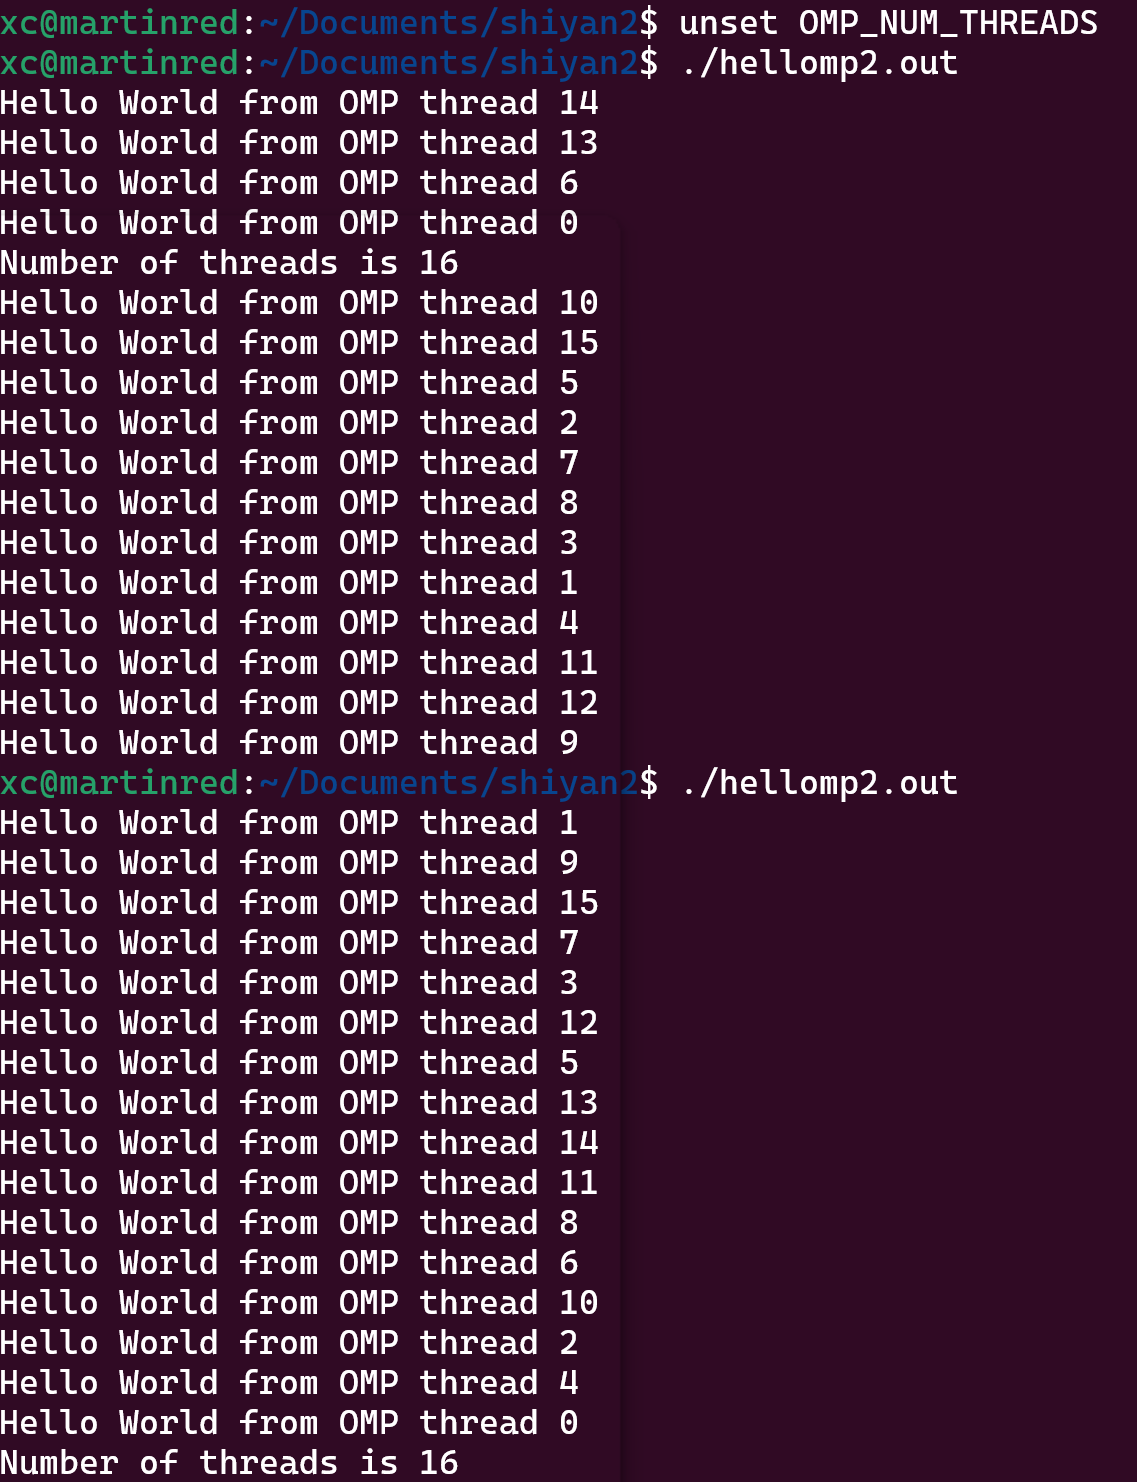 xc@martinred:~/Documents/shiyan2$ unset OMP_NUM_THREADS
xc@martinred:~/Documents/shiyan2$ ./hellomp2.out
Hello World from OMP thread 14
Hello World from OMP thread 13
Hello World from OMP thread 6
Hello World from OMP thread 0
Number of threads is 16
Hello World from OMP thread 10
Hello World from OMP thread 15
Hello World from OMP thread 5
Hello World from OMP thread 2
Hello World from OMP thread 7
Hello World from OMP thread 8
Hello World from OMP thread 3
Hello World from OMP thread 1
Hello World from OMP thread 4
Hello World from OMP thread 11
Hello World from OMP thread 12
Hello World from OMP thread 9
xc@martinred:~/Documents/shiyan2$ ./hellomp2.out
Hello World from OMP thread 1
Hello World from OMP thread 9
Hello World from OMP thread 15
Hello World from OMP thread 7
Hello World from OMP thread 3
Hello World from OMP thread 12
Hello World from OMP thread 5
Hello World from OMP thread 13
Hello World from OMP thread 14
Hello World from OMP thread 11
Hello World from OMP thread 8
Hello World from OMP thread 6
Hello World from OMP thread 10
Hello World from OMP thread 2
Hello World from OMP thread 4
Hello World from OMP thread 0
Number of threads is 16